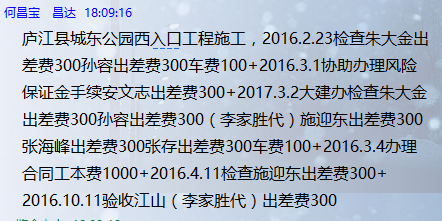 何昌宝　昌达　18:09:16
庐江县城东公园西入口工程施工，2016.2.23检查朱大金出
差费300孙容出差费300车费100+2016.3.1协助办理风险
保证金手续安文志出差费300+2017.3.2大建办检查朱大金
出差费300孙容出差费300（李家胜代）施迎东出差费300
张海峰出差费300张存出差费300车费100+2016.3.4办理
合同工本费1000+2016.4.11检查施迎东出差费300+
2016.10.11验收江山（李家胜代）出差费300